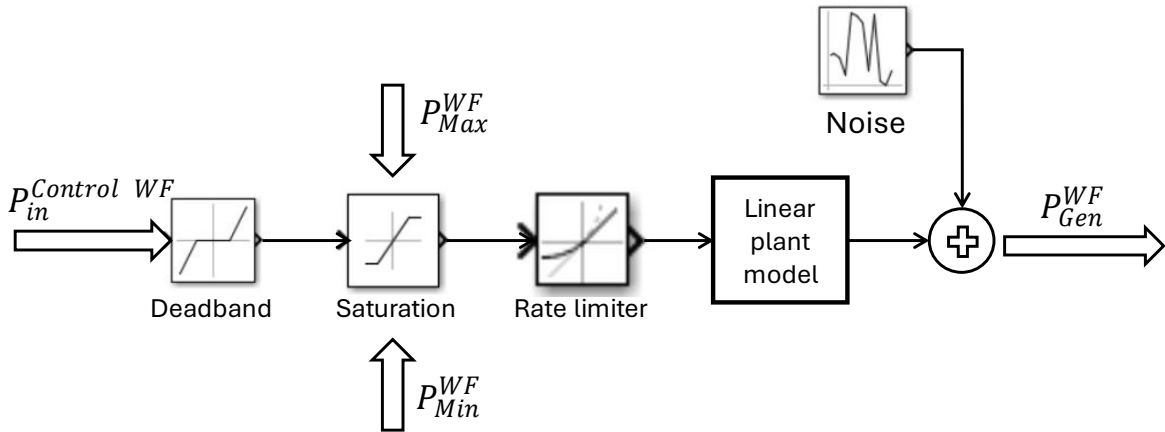 Noise
P_{Max}^{WF}
P_{in}^{Control WF}
P_{Gen}^{WF}
Linear
plant
model
Deadband
Saturation
Rate limiter
P_{Min}^{WF}